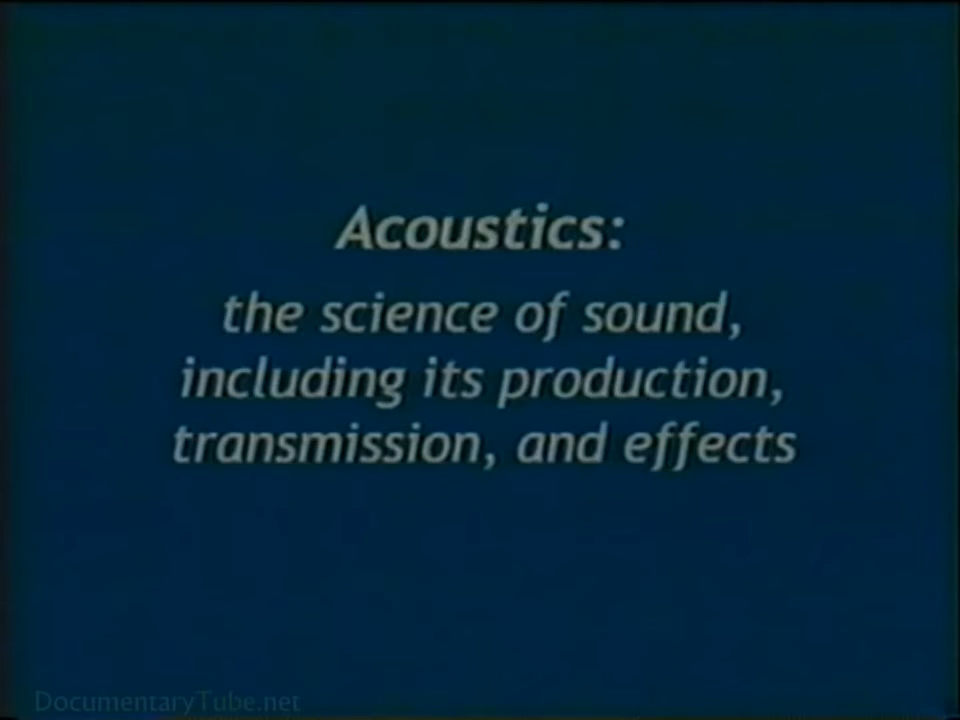 Acoustics:
the science of sound,
including its production,
transmission, and effects
DocumentaryTube.net